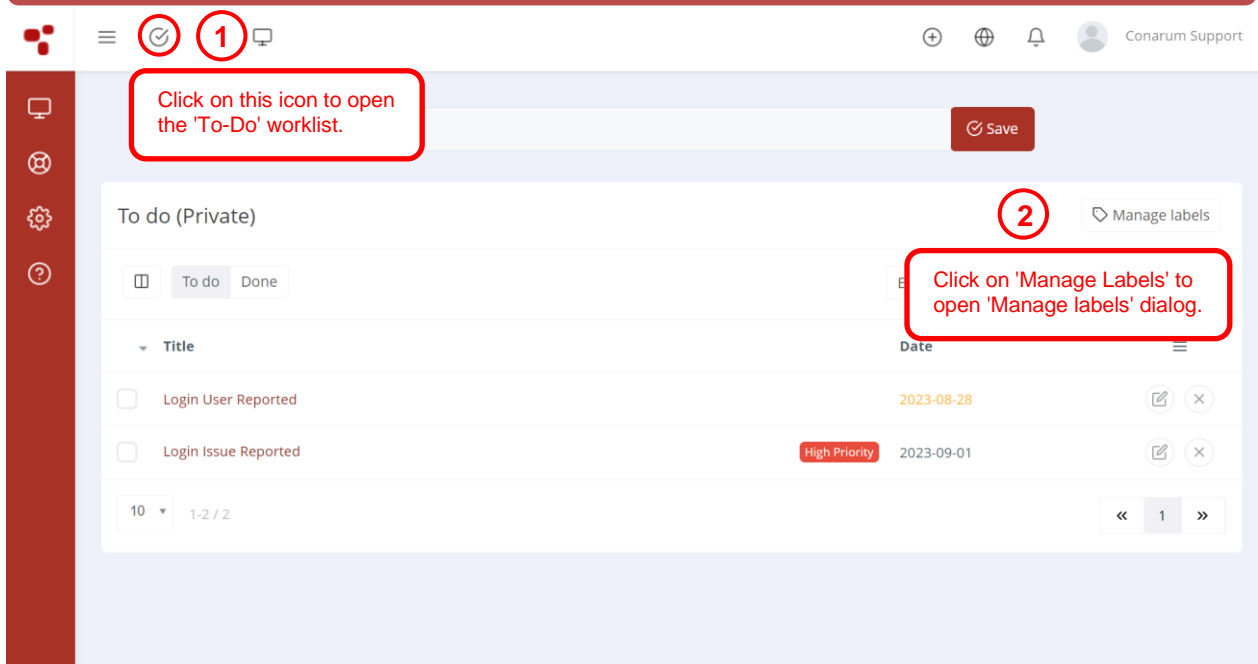 1
Conarum Support
Click on this icon to open
the 'To-Do' worklist.
Save
To do (Private)
2
Manage labels
To do Done
Click on 'Manage Labels' to
open 'Manage labels' dialog.
Title Date
Login User Reported 2023-08-28
Login Issue Reported High Priority 2023-09-01
10 1-2 / 2 « 1 »